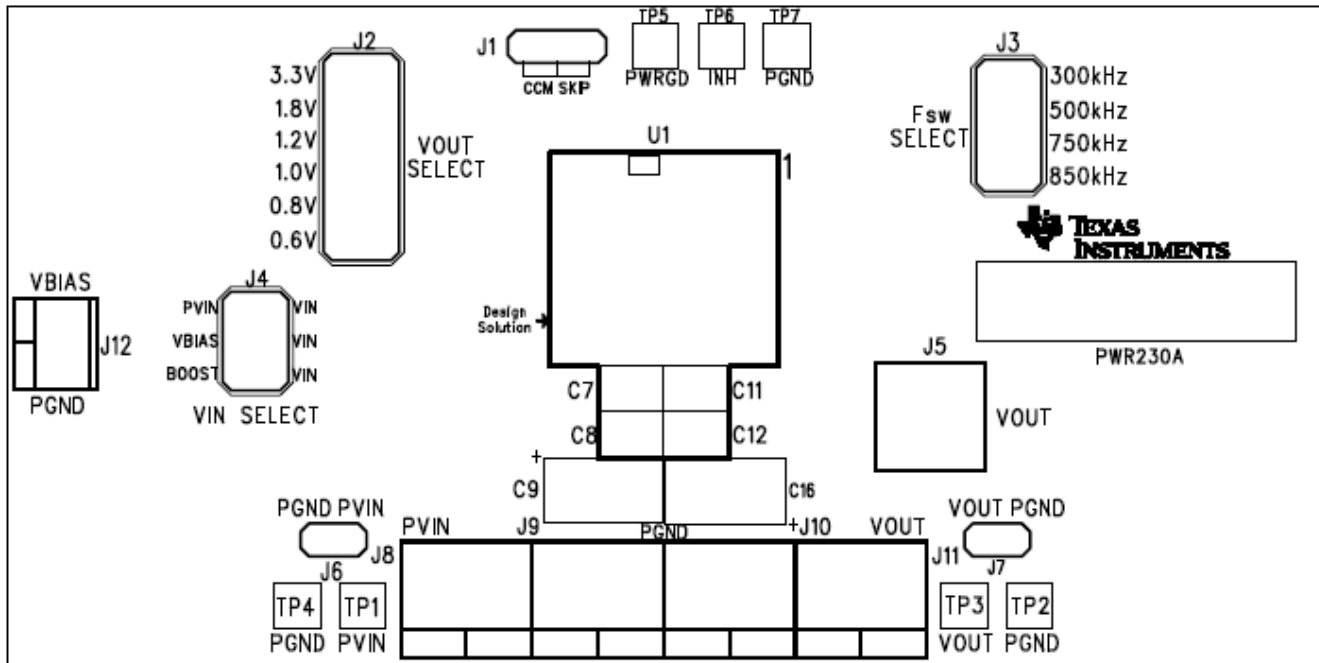 TP5 TP6 TP7
J2 J1 J3
CCM SKIP PWRGD INH PGND
3.3V
1.8V
1.2V
1.0V
0.8V
0.6V
VOUT
SELECT
U1
1
Fsw
SELECT
300kHz
500kHz
750kHz
850kHz
TEXAS
INSTRUMENTS
PWR230A
VBIAS
J12
PGND
J4
PVIN VIN
VBIAS VIN
BOOST VIN
VIN SELECT
Design
Solution
J5
VOUT
C7 C11
C8 C12
+
C9 C16
PGND PVIN
J6
PVIN J9 PGND +J10 VOUT
J8 J11
VOUT PGND
J7
TP4 TP1
PGND PVIN
TP3 TP2
VOUT PGND